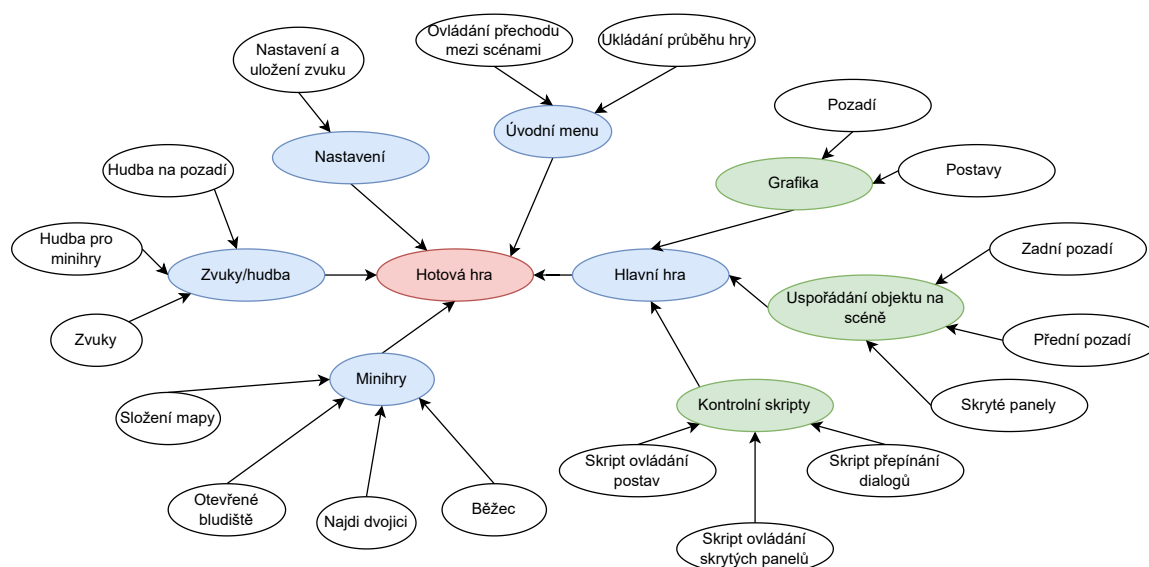 Ovládání přechodu
mezi scénami
Ukládání průběhu hry
Nastavení a
uložení zvuku
Pozadí
Úvodní menu
Nastavení
Hudba na pozadí
Grafika
Postavy
Hudba pro
minihry
Zvuky/hudba
Hotová hra
Hlavní hra
Zadní pozadí
Uspořádání objektu na
scéně
Zvuky
Přední pozadí
Minihry
Složení mapy
Kontrolní skripty
Skryté panely
Skript ovládání
postav
Skript přepínání
dialogů
Otevřené
bludiště
Najdi dvojici
Běžec
Skript ovládání
skrytých panelů